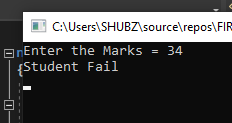 C:\Users\SHUBZ\source\repos\FIR
Enter the Marks = 34
Student Fail